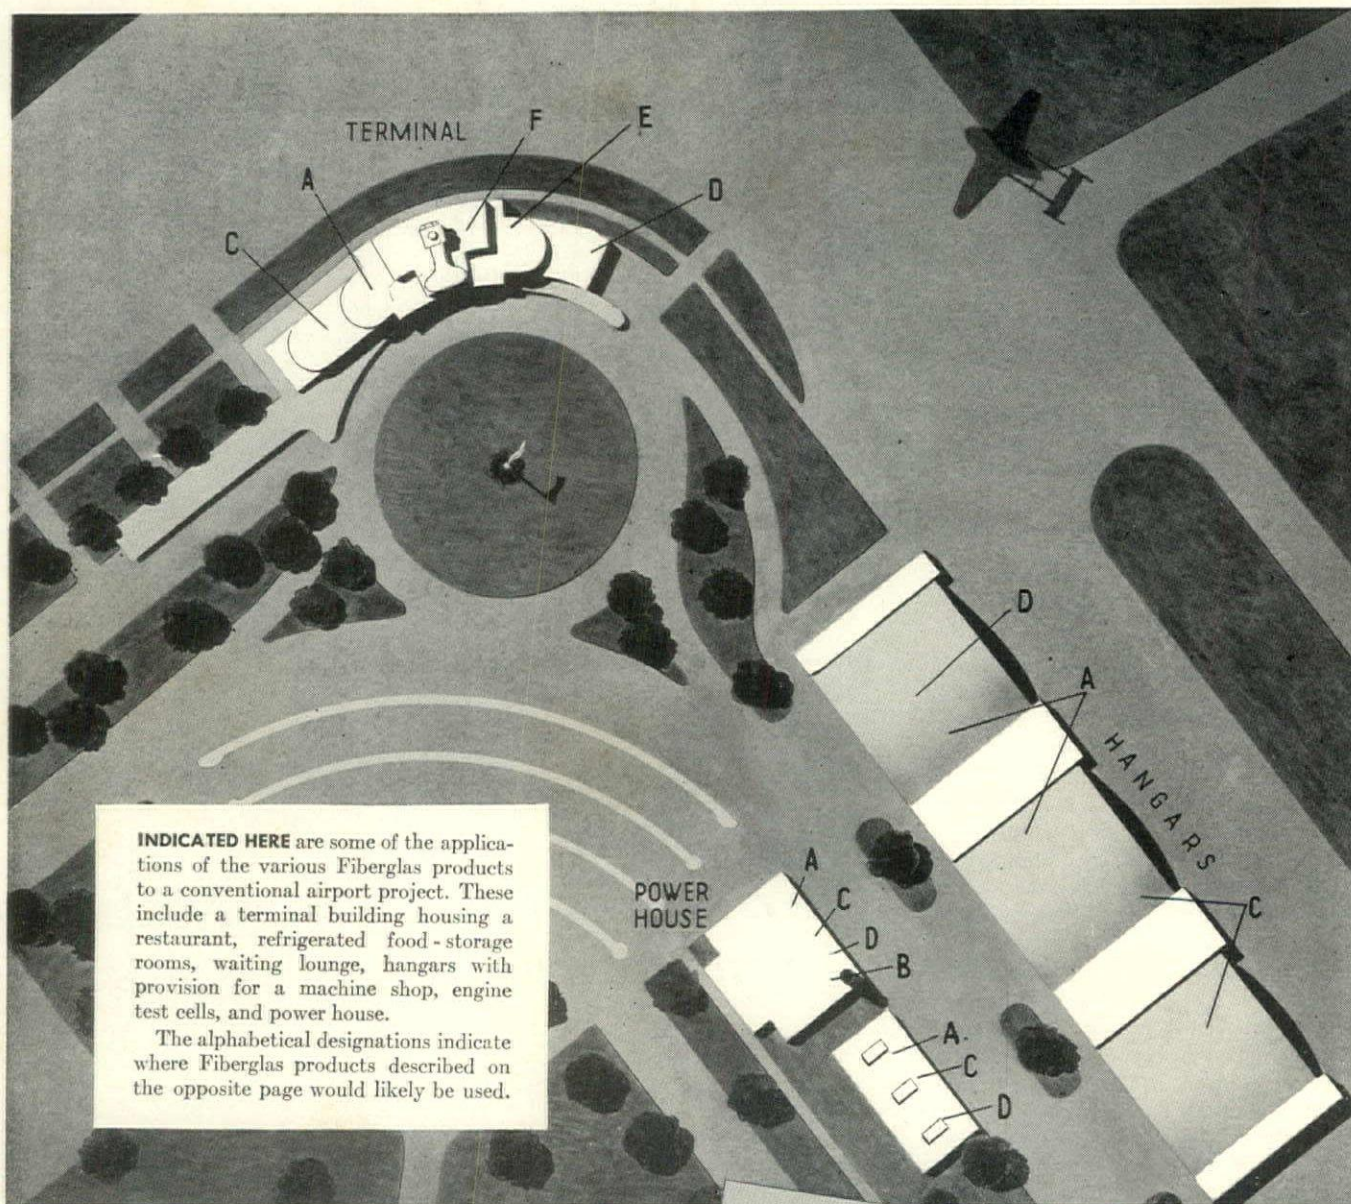 TERMINAL
F
E
A
D
C
D
A
HANGARS
C
POWER
HOUSE
A
C
D
B
A.
C
D
INDICATED HERE are some of the applica-
tions of the various Fiberglas products
to a conventional airport project. These
include a terminal building housing a
restaurant, refrigerated food-storage
rooms, waiting lounge, hangars with
provision for a machine shop, engine
test cells, and power house.
The alphabetical designations indicate
where Fiberglas products described on
the opposite page would likely be used.